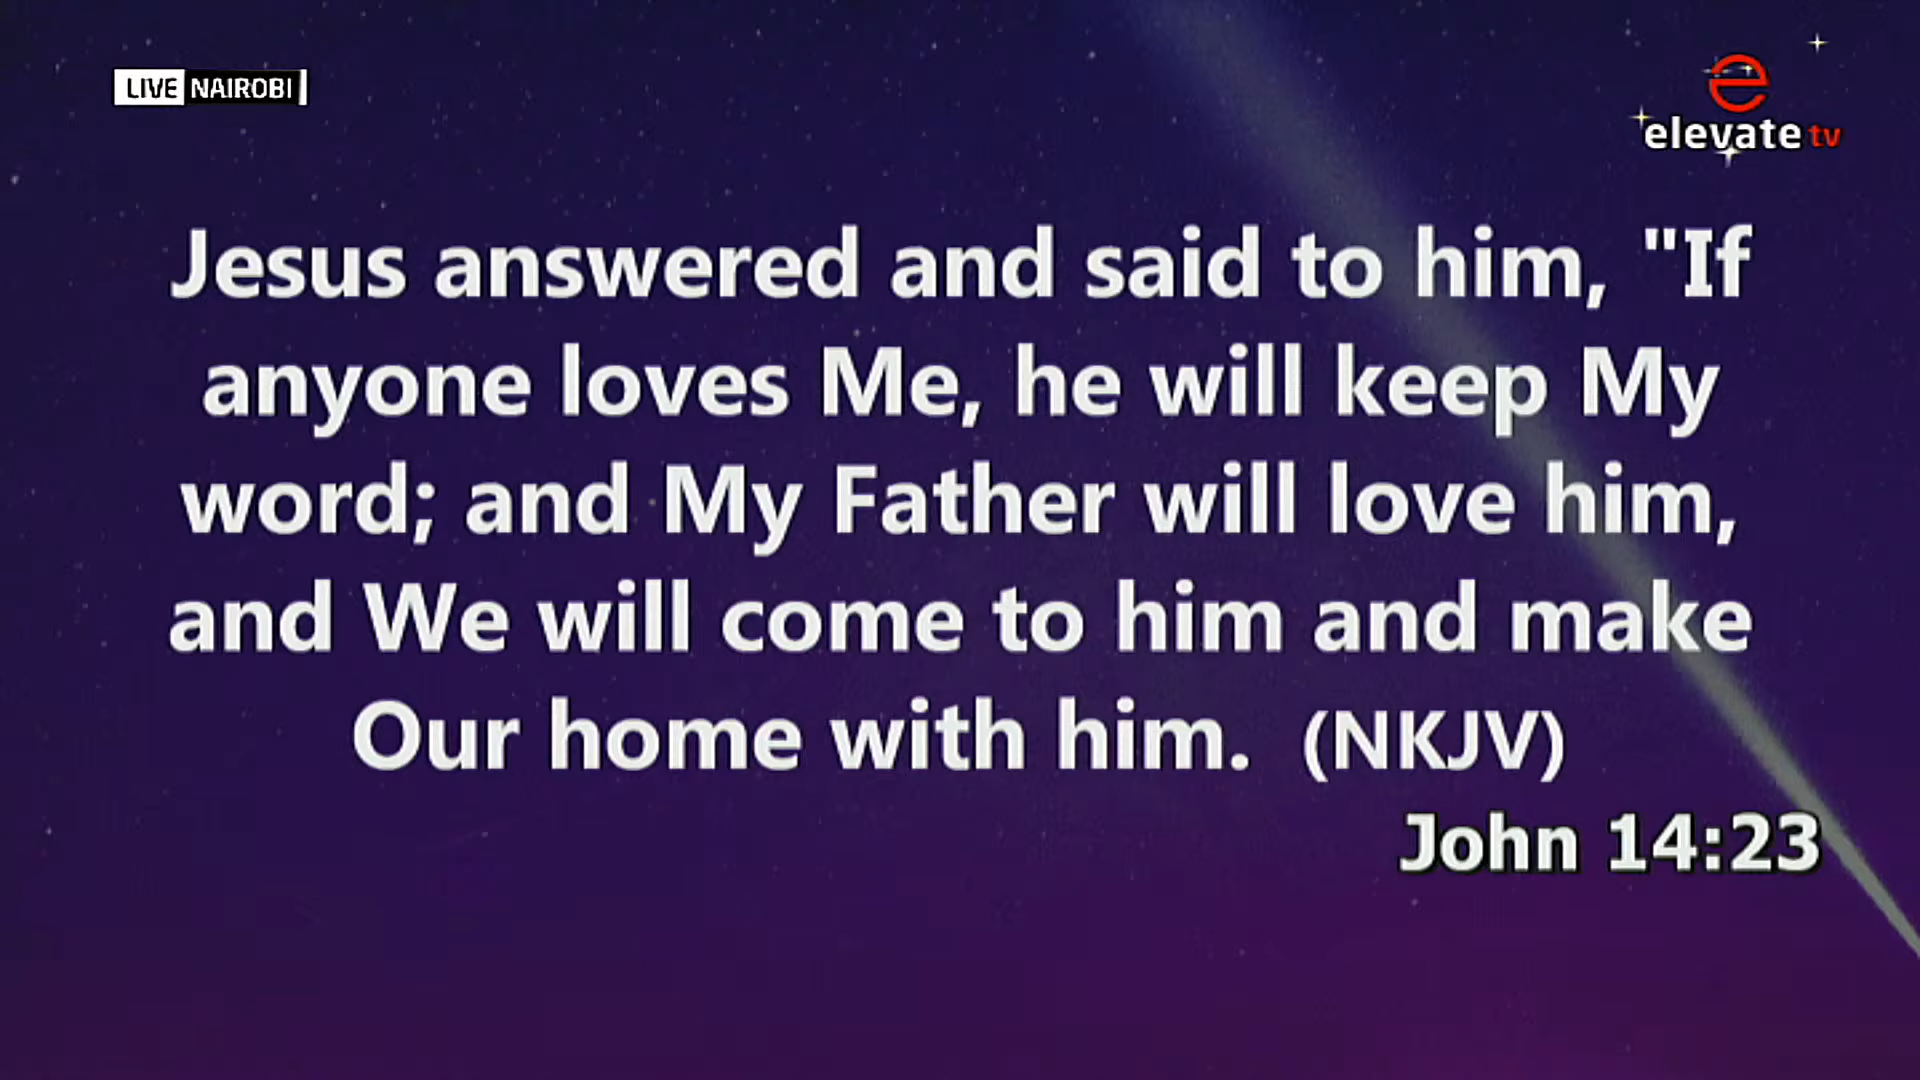 LIVE NAIROBI
e
elevate tv
Jesus answered and said to him, "If
anyone loves Me, he will keep My
word; and My Father will love him,
and We will come to him and make
Our home with him. (NKJV)
John 14:23